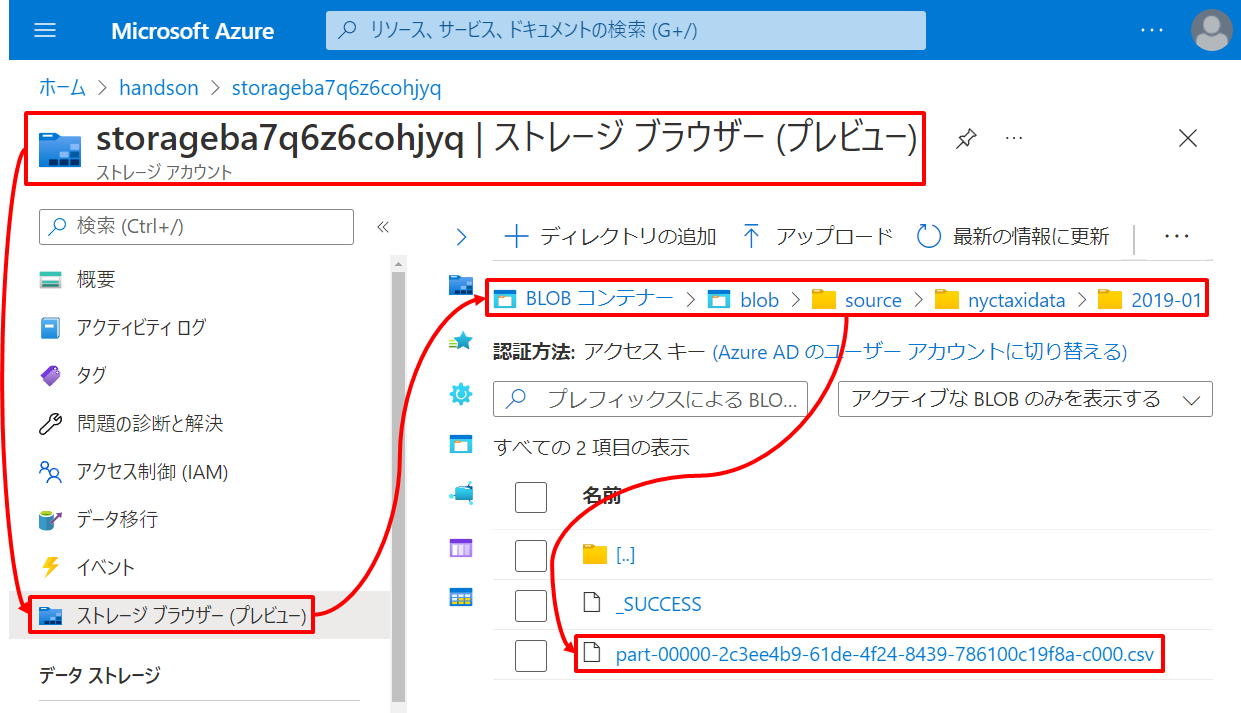 Microsoft Azure
リソース、サービス、ドキュメントの検索 (G+/)
ホーム > handson > storageba7q6z6cohjyq
storageba7q6z6cohjyq | ストレージ ブラウザー (プレビュー)
ストレージ アカウント
検索 (Ctrl+/)
概要
アクティビティ ログ
タグ
問題の診断と解決
アクセス制御 (IAM)
データ移行
イベント
ストレージ ブラウザー (プレビュー)
データ ストレージ
ディレクトリの追加 アップロード 最新の情報に更新
BLOB コンテナー > blob > source > nyctaxidata > 2019-01
認証方法: アクセス キー (Azure AD のユーザー アカウントに切り替える)
プレフィックスによる BLO... アクティブな BLOB のみを表示する
すべての 2 項目の表示
名前
[..]
_SUCCESS
part-00000-2c3ee4b9-61de-4f24-8439-786100c19f8a-c000.csv